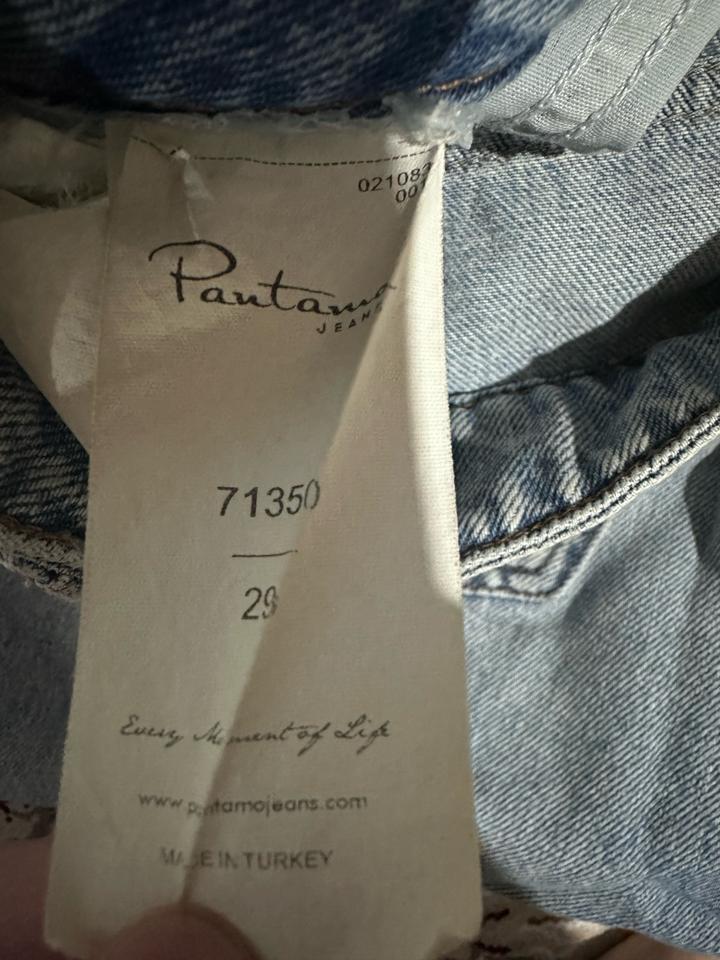 Pantamo
JEANS
71350
29
Every Moment of Life
www.pantamojeans.com
MADE IN TURKEY